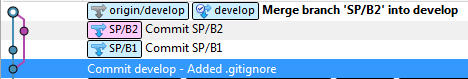 origin/develop develop Merge branch 'SP/B2' into develop
SP/B2 Commit SP/B2
SP/B1 Commit SP/B1
Commit develop - Added .gitignore